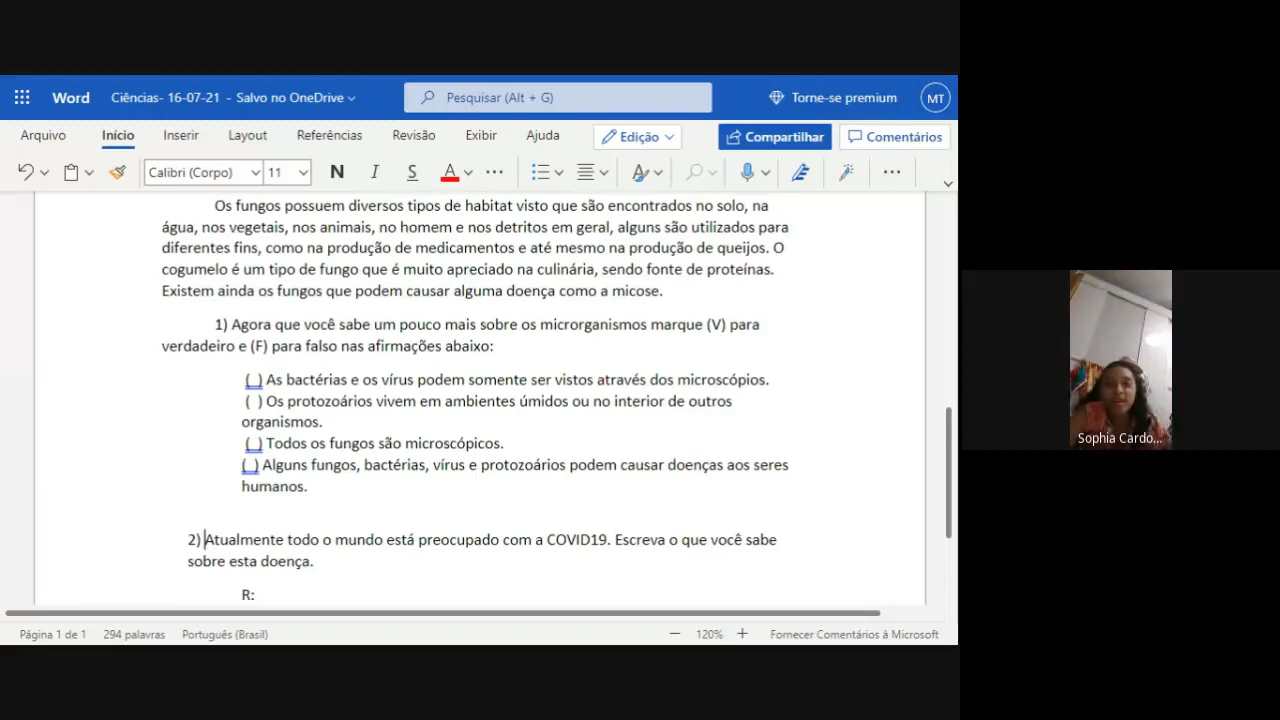 Word Ciências- 16-07-21 - Salvo no OneDrive Pesquisar (Alt + G) Torne-se premium MT
Arquivo Início Inserir Layout Referências Revisão Exibir Ajuda Edição Compartilhar Comentários
Calibri (Corpo) 11 N I S A
Os fungos possuem diversos tipos de habitat visto que são encontrados no solo, na
água, nos vegetais, nos animais, no homem e nos detritos em geral, alguns são utilizados para
diferentes fins, como na produção de medicamentos e até mesmo na produção de queijos. O
cogumelo é um tipo de fungo que é muito apreciado na culinária, sendo fonte de proteínas.
Existem ainda os fungos que podem causar alguma doença como a micose.
1) Agora que você sabe um pouco mais sobre os microrganismos marque (V) para
verdadeiro e (F) para falso nas afirmações abaixo:
( ) As bactérias e os vírus podem somente ser vistos através dos microscópios.
( ) Os protozoários vivem em ambientes úmidos ou no interior de outros
organismos.
( ) Todos os fungos são microscópicos.
( ) Alguns fungos, bactérias, vírus e protozoários podem causar doenças aos seres
humanos.
2) Atualmente todo o mundo está preocupado com a COVID19. Escreva o que você sabe
sobre esta doença.
R:
Página 1 de 1 294 palavras Português (Brasil) 120% Fornecer Comentários à Microsoft
Sophia Cardo...